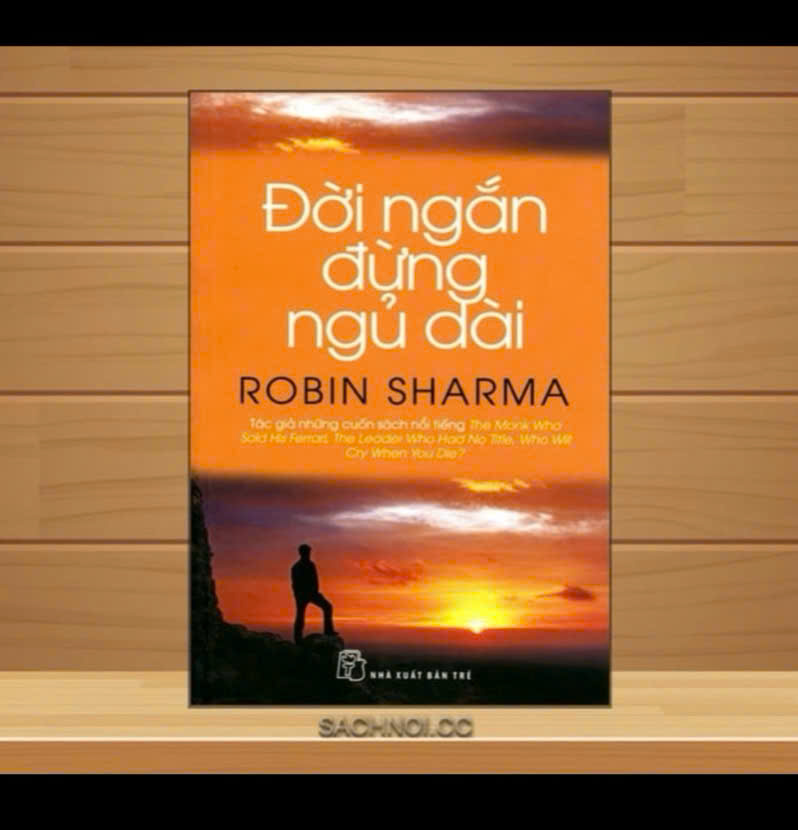 Đời ngắn
đừng
ngủ dài
ROBIN SHARMA
Tác giả những cuốn sách nổi tiếng The Monk Who
Sold His Ferrari, The Leader Who Had No Title, Who Will
Cry When You Die?
NHÀ XUẤT BẢN TRẺ
SACHNOI.CC